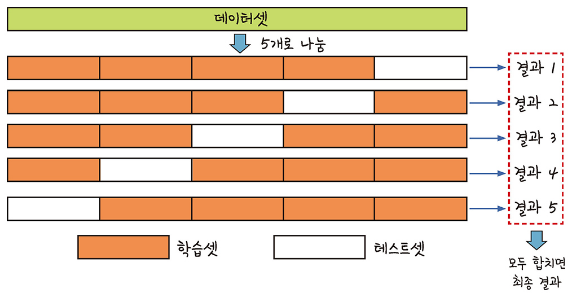 데이터셋
5개로 나눔
결과 1
결과 2
결과 3
결과 4
결과 5
학습셋
테스트셋
모두 합치면
최종 결과